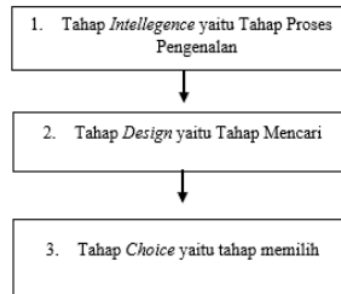 1. Tahap Intellegence yaitu Tahap Proses
Pengenalan
2. Tahap Design yaitu Tahap Mencari
3. Tahap Choice yaitu tahap memilih